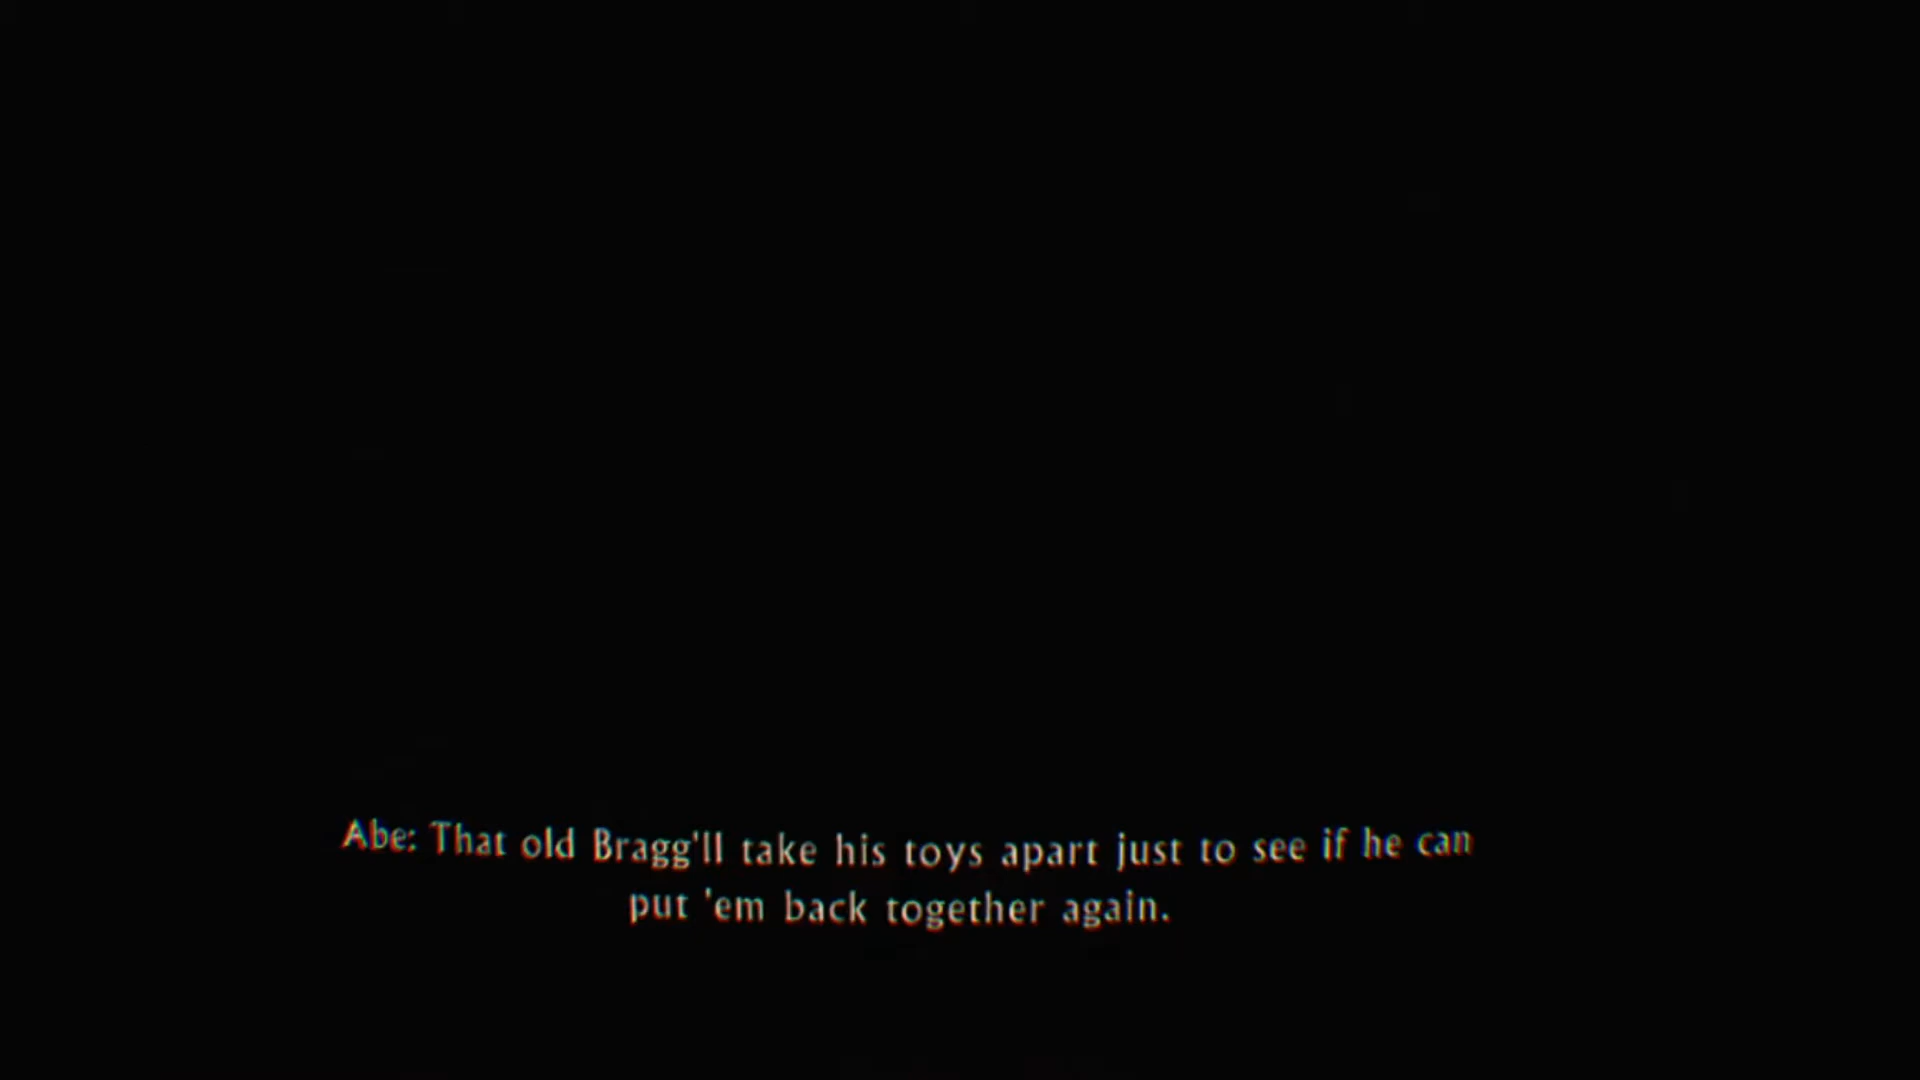 Abe: That old Bragg'll take his toys apart just to see if he can
put 'em back together again.